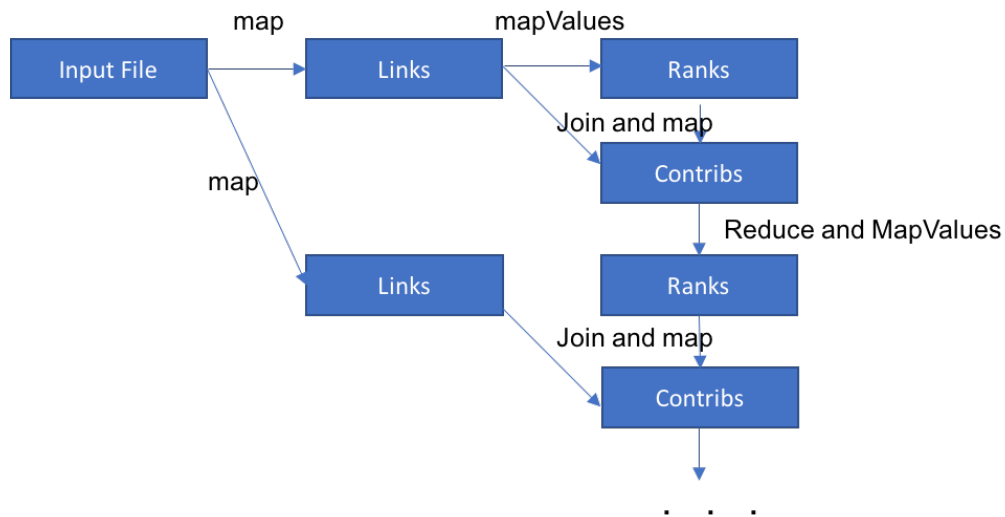 map
mapValues
Input File
Links
Ranks
Join and map
Contribs
map
Reduce and MapValues
Links
Ranks
Join and map
Contribs
. . .